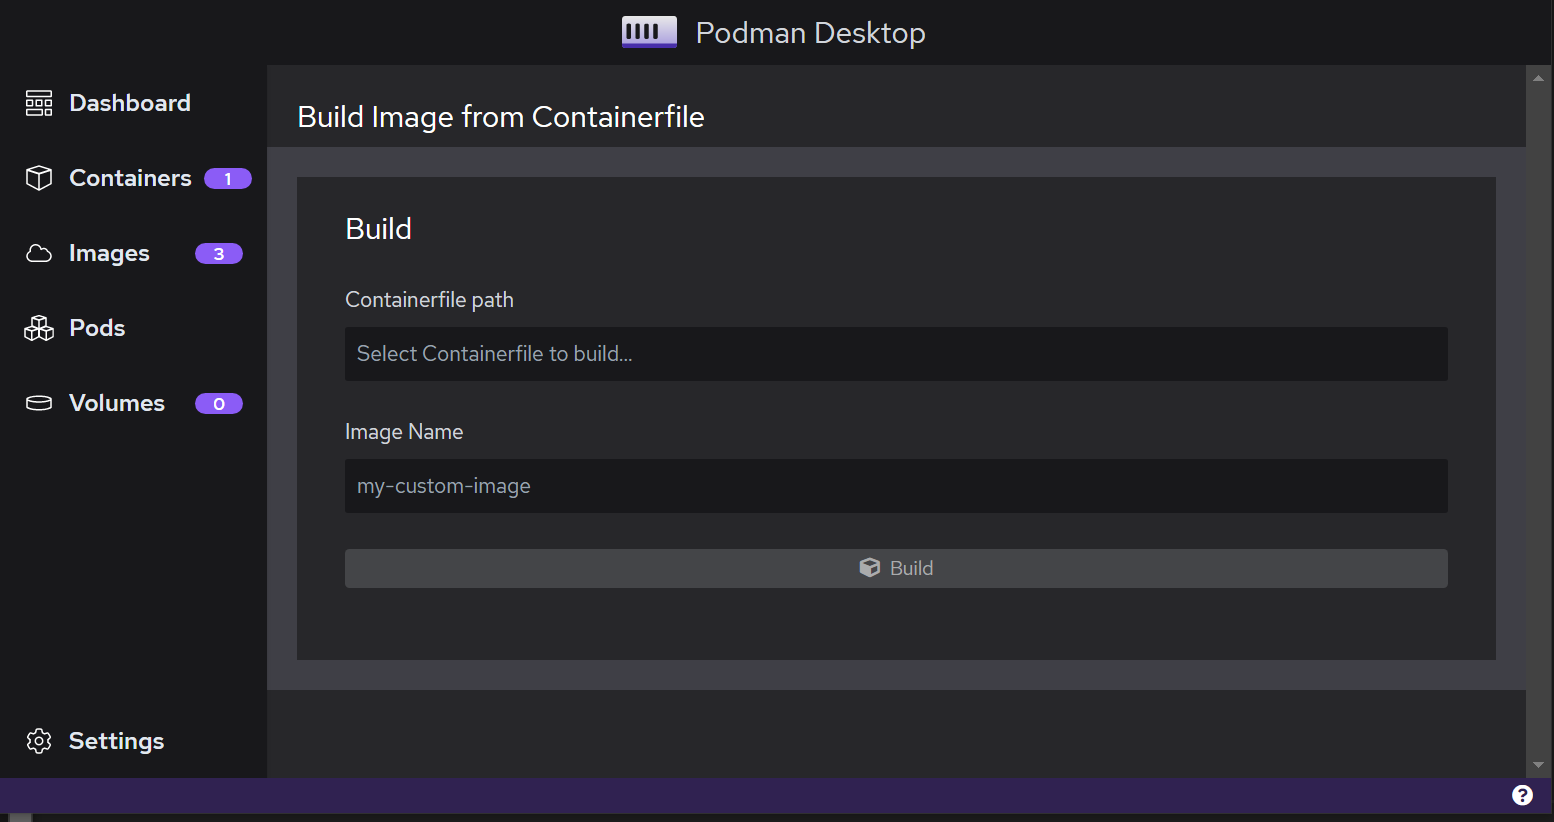 Podman Desktop
Dashboard
Containers 1
Images 3
Pods
Volumes 0
Settings
Build Image from Containerfile
Build
Containerfile path
Select Containerfile to build...
Image Name
my-custom-image
Build
?